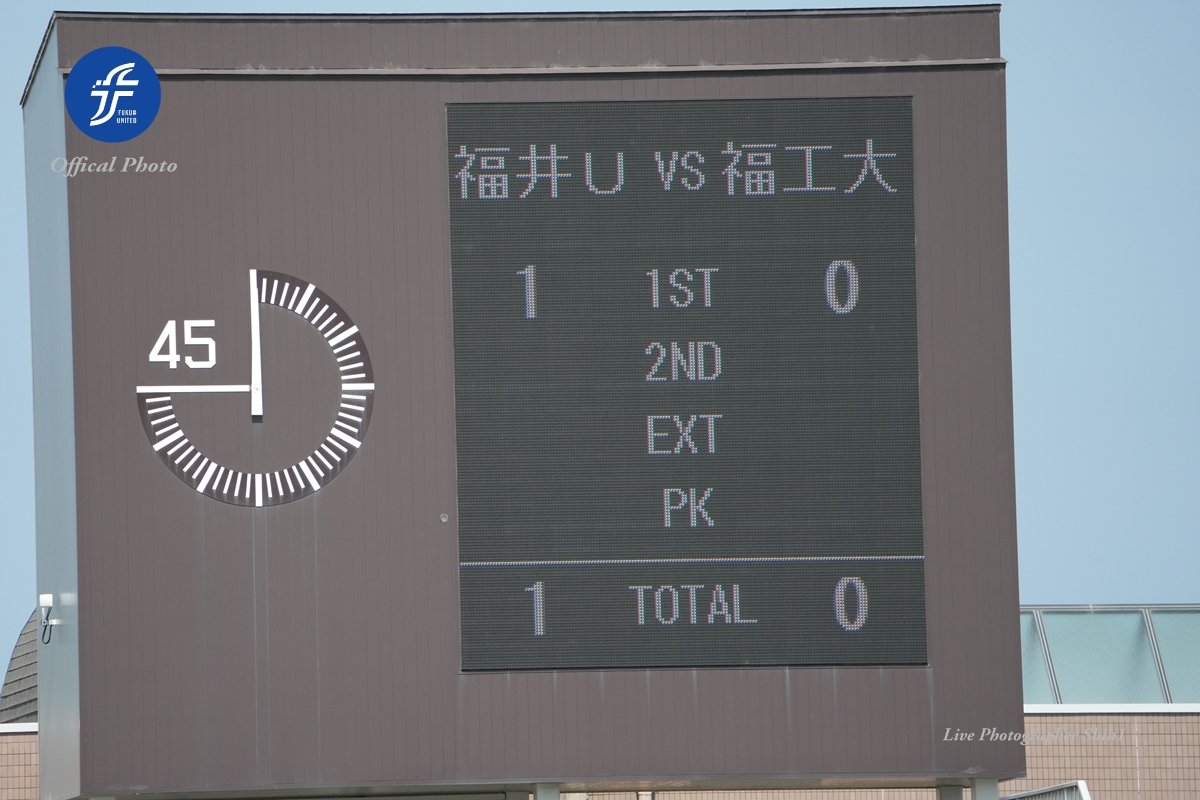 FUKUI
UNITED
Offical Photo
福井U VS 福工大
1 1ST 0
2ND
EXT
PK
1 TOTAL 0
45
Live Photographer Shin1